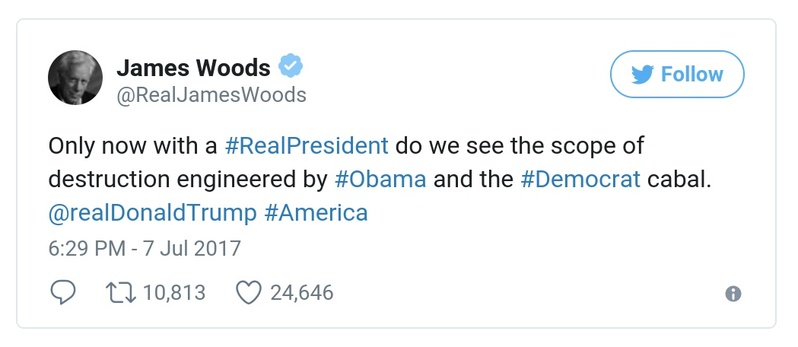 James Woods
@RealJamesWoods
Follow
Only now with a #RealPresident do we see the scope of
destruction engineered by #Obama and the #Democrat cabal.
@realDonaldTrump #America
6:29 PM - 7 Jul 2017
10,813 24,646